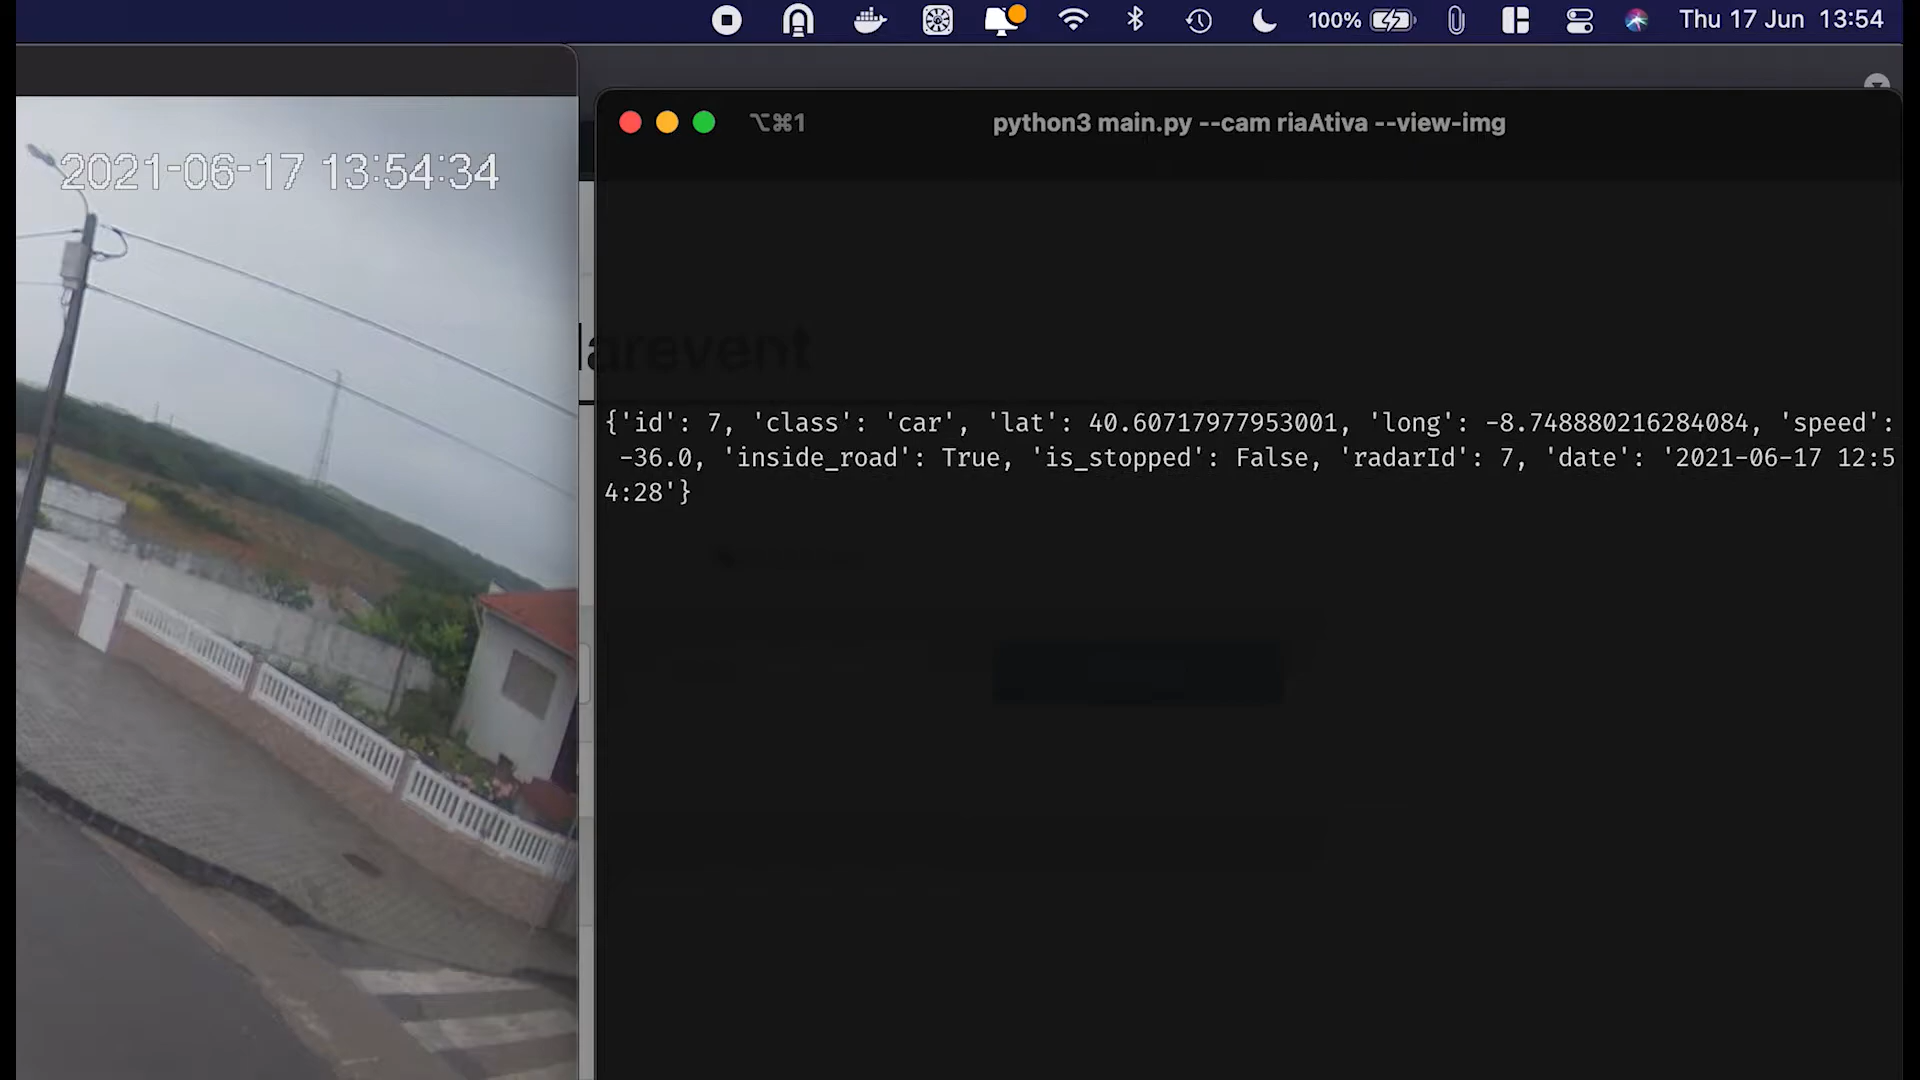 100%
Thu 17 Jun 13:54
⌥⌘1
python3 main.py --cam riaAtiva --view-img
2021-06-17 13:54:34
larevent
{'id': 7, 'class': 'car', 'lat': 40.60717977953001, 'long': -8.748880216284084, 'speed':
-36.0, 'inside_road': True, 'is_stopped': False, 'radarId': 7, 'date': '2021-06-17 12:5
4:28'}